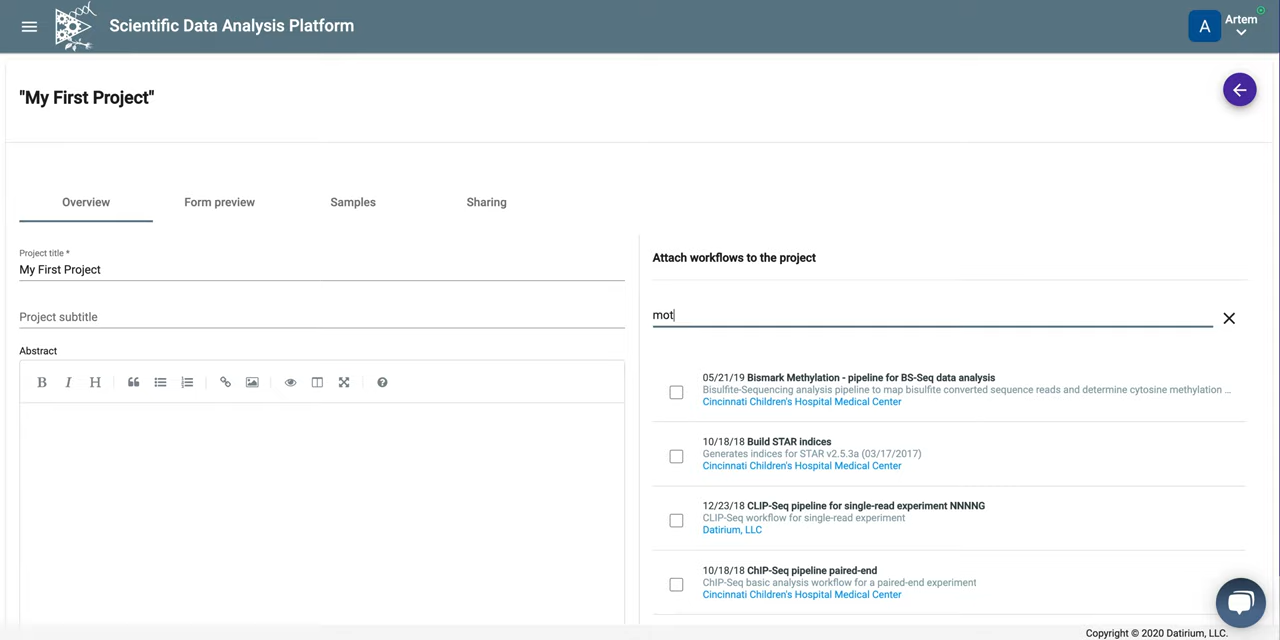 Scientific Data Analysis Platform
A
Artem
"My First Project"
Overview
Form preview
Samples
Sharing
Project title *
My First Project
Project subtitle
Abstract
B I H
Attach workflows to the project
mot
05/21/19 Bismark Methylation - pipeline for BS-Seq data analysis
Bisulfite-Sequencing analysis pipeline to map bisulfite converted sequence reads and determine cytosine methylation ...
Cincinnati Children's Hospital Medical Center
10/18/18 Build STAR indices
Generates indices for STAR v2.5.3a (03/17/2017)
Cincinnati Children's Hospital Medical Center
12/23/18 CLIP-Seq pipeline for single-read experiment NNNNG
CLIP-Seq workflow for single-read experiment
Datirium, LLC
10/18/18 ChIP-Seq pipeline paired-end
ChIP-Seq basic analysis workflow for a paired-end experiment
Cincinnati Children's Hospital Medical Center
Copyright © 2020 Datirium, LLC.